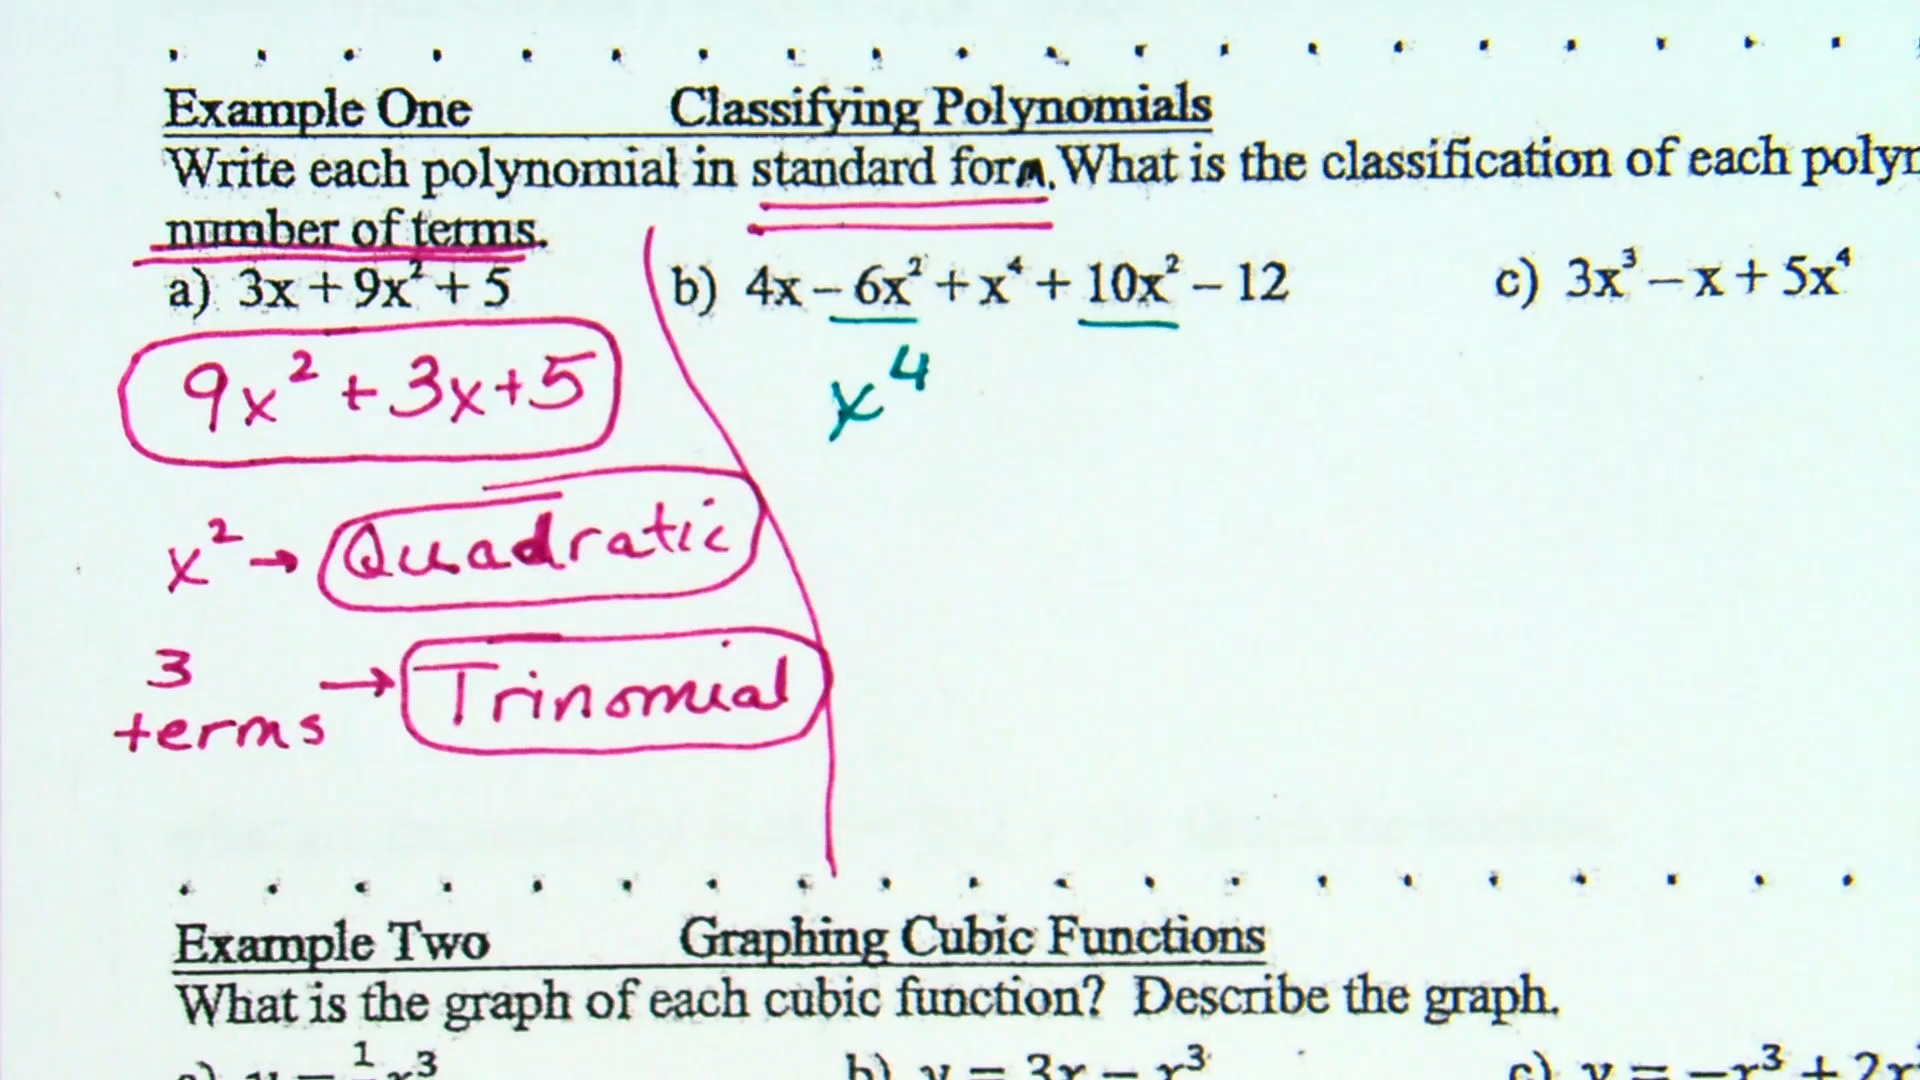 Example One Classifying Polynomials
Write each polynomial in standard form. What is the classification of each
number of terms.
a) 3x + 9x² + 5 b) 4x – 6x² + x⁴ + 10x² – 12 c) 3x³ – x + 5x⁴
9x² + 3x + 5 x⁴
x² → Quadratic
3
terms → Trinomial
Example Two Graphing Cubic Functions
What is the graph of each cubic function? Describe the graph.
b) y = 3x – x³